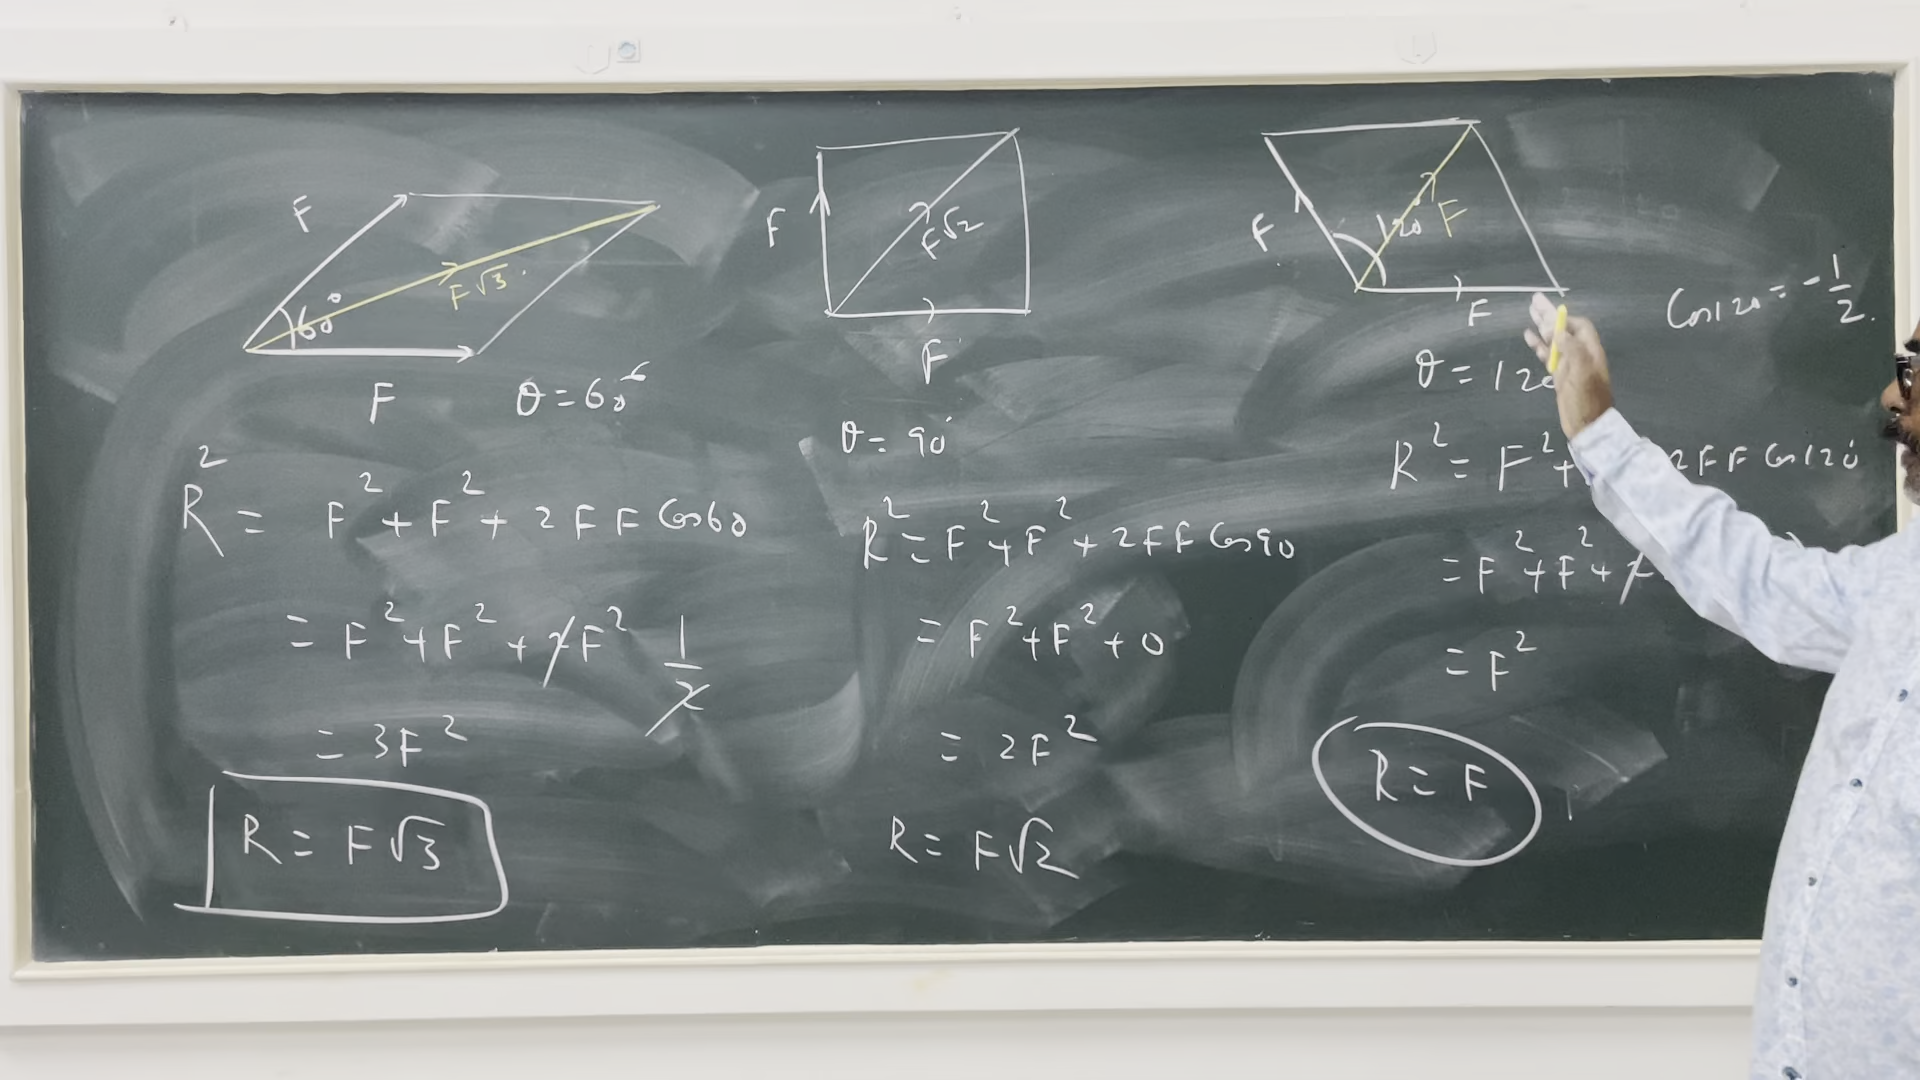 F
60°
F√3
F
θ = 60°
R² = F² + F² + 2FF Cos60
= F² + F² + 2F² 1/2
= 3F²
R = F√3
F
F√2
F
θ = 90°
R² = F² + F² + 2FF Cos90
= F² + F² + 0
= 2F²
R = F√2
F
120°
F
F
Cos120 = -1/2.
θ = 120
R² = F² + 2FF Cos120°
= F² + F² + 2
= F²
R = F